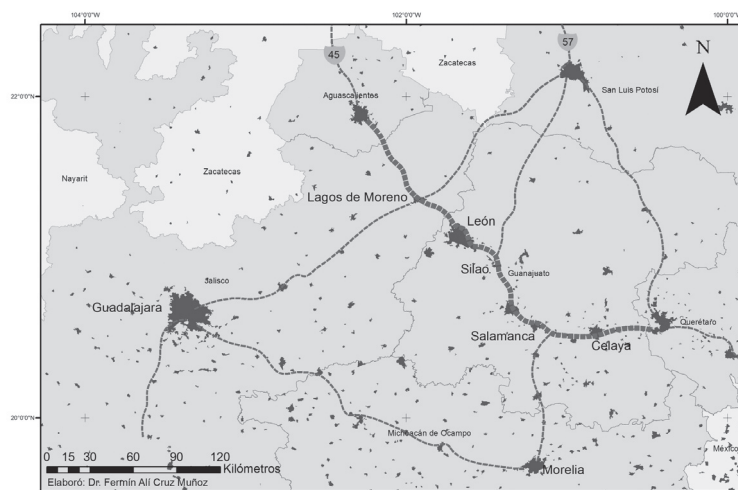 104°0'0"W 102°0'0"W 100°0'0"W
57
45
Zacatecas
N
San Luis Potosí
22°0'0"N
Aguascalientes
Nayarit
Zacatecas
Lagos de Moreno
León
Silao
Guanajuato
Jalisco
Guadalajara
Salamanca
Celaya
Querétaro
20°0'0"N
Michoacán de Ocampo
México
Morelia
0 15 30 60 90 120 Kilómetros
Elaboró: Dr. Fermín Alí Cruz Muñoz